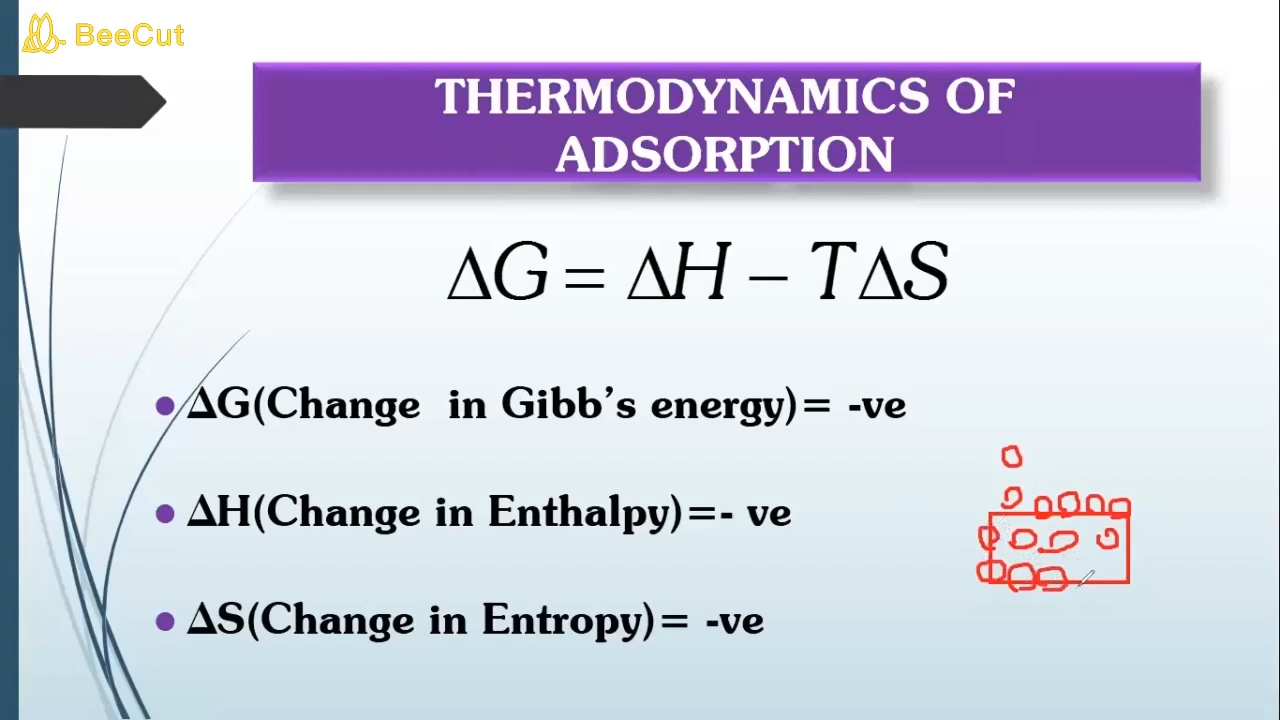 BeeCut
THERMODYNAMICS OF
ADSORPTION
ΔG = ΔH − TΔS
ΔG(Change in Gibb’s energy)= -ve
ΔH(Change in Enthalpy)=- ve
ΔS(Change in Entropy)= -ve